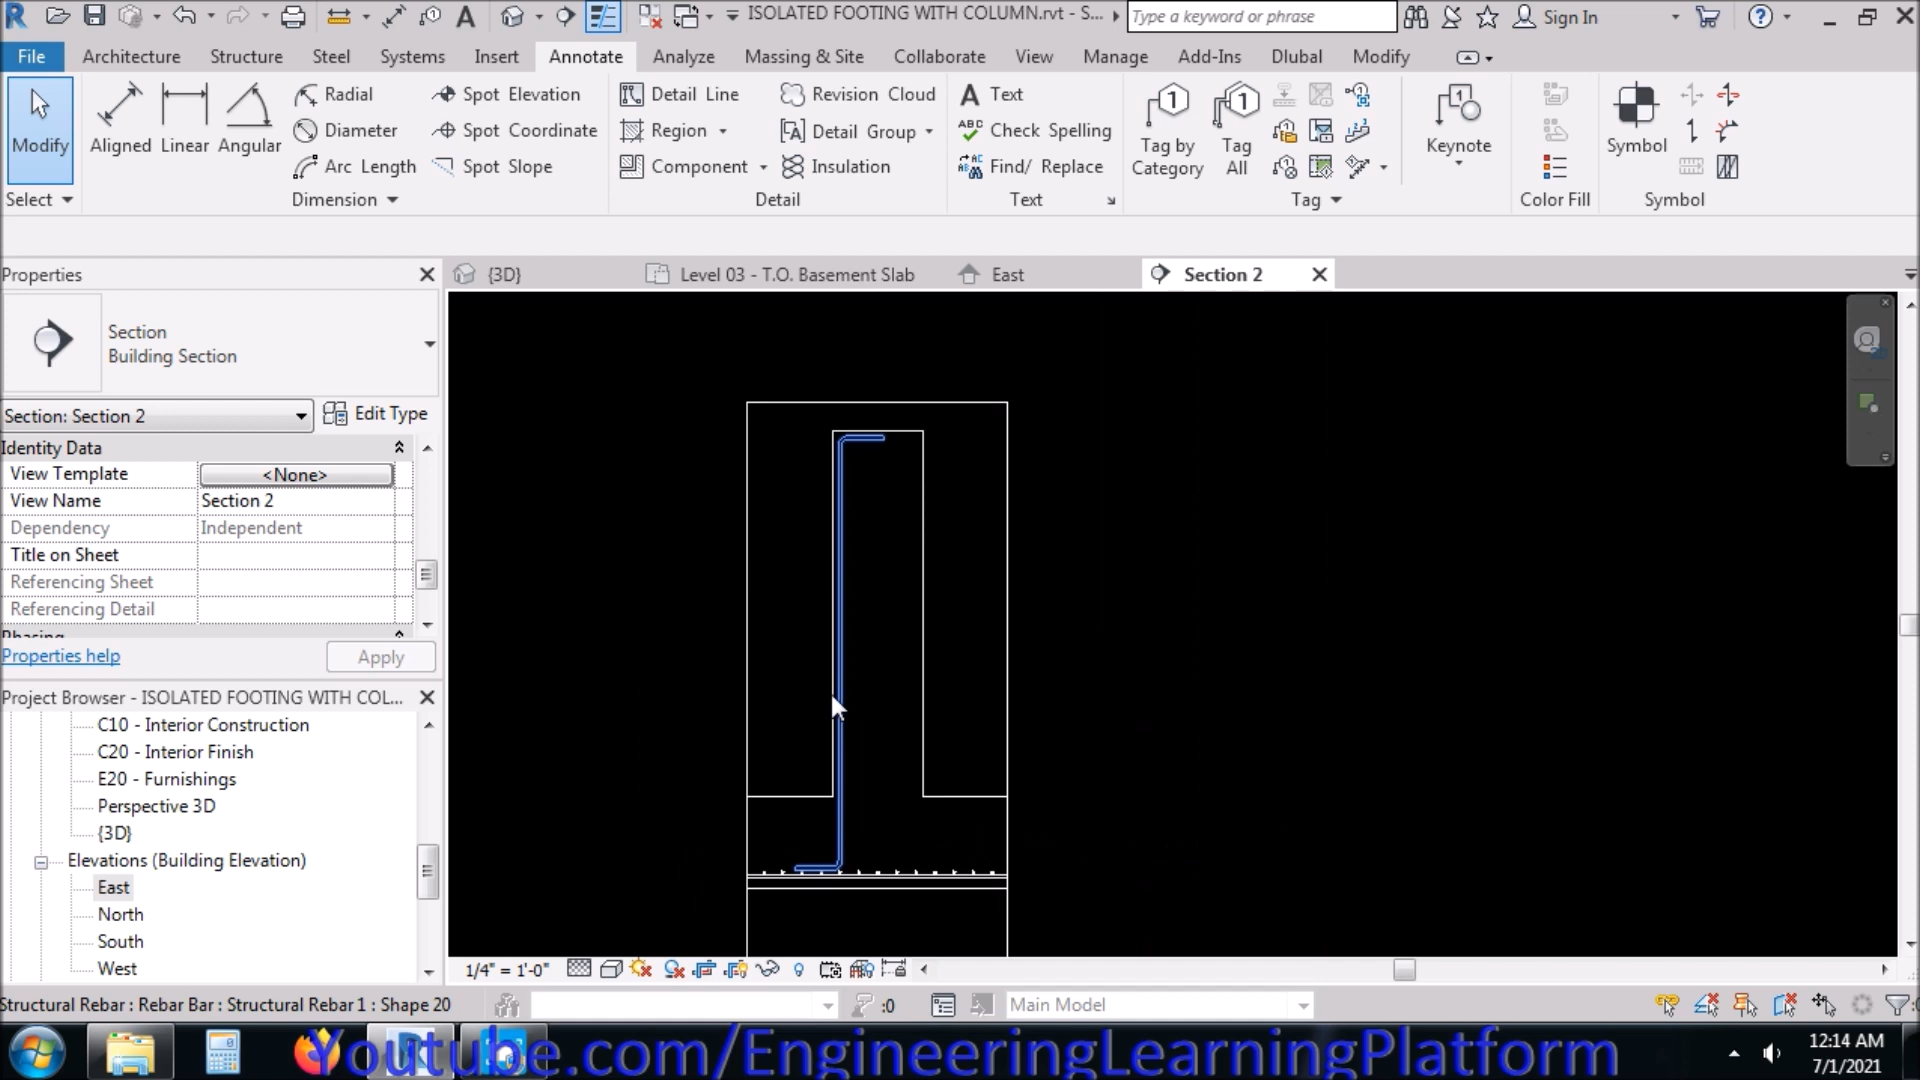 ISOLATED FOOTING WITH COLUMN.rvt - S...
Type a keyword or phrase
Sign In
File Architecture Structure Steel Systems Insert Annotate Analyze Massing & Site Collaborate View Manage Add-Ins Dlubal Modify
Modify
Select
Aligned
Linear
Angular
Radial
Diameter
Arc Length
Spot Elevation
Spot Coordinate
Spot Slope
Dimension
Detail Line
Region
Component
Revision Cloud
Detail Group
Insulation
Detail
A Text
ABC Check Spelling
Find/ Replace
Text
Tag by Category
Tag All
Tag
Keynote
Color Fill
Symbol
Symbol
Properties
{3D}
Level 03 - T.O. Basement Slab
East
Section 2
Section
Building Section
Section: Section 2
Edit Type
Identity Data
View Template <None>
View Name Section 2
Dependency Independent
Title on Sheet
Referencing Sheet
Referencing Detail
Phasing
Properties help
Apply
Project Browser - ISOLATED FOOTING WITH COL...
C10 - Interior Construction
C20 - Interior Finish
E20 - Furnishings
Perspective 3D
{3D}
Elevations (Building Elevation)
East
North
South
West
1/4" = 1'-0"
Structural Rebar : Rebar Bar : Structural Rebar 1 : Shape 20
:0
Main Model
Youtube.com/EngineeringLearningPlatform
12:14 AM
7/1/2021